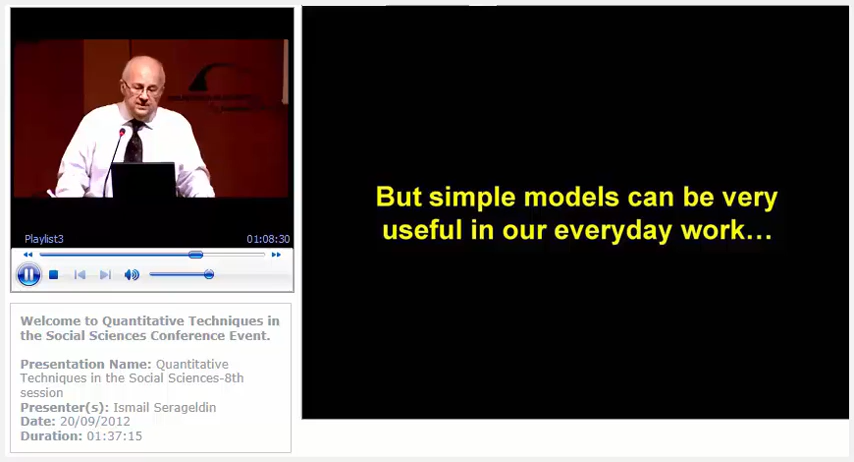 Playlist3 01:08:30
Welcome to Quantitative Techniques in
the Social Sciences Conference Event.
Presentation Name: Quantitative
Techniques in the Social Sciences-8th
session
Presenter(s): Ismail Serageldin
Date: 20/09/2012
Duration: 01:37:15
But simple models can be very
useful in our everyday work…